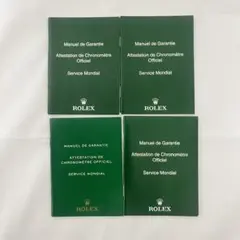 Manuel de Garantie
Attestation de Chronomètre
Officiel
Service Mondial
ROLEX
Manuel de Garantie
Attestation de Chronomètre
Officiel
Service Mondial
ROLEX
MANUEL DE GARANTIE
ATTESTATION DE
CHRONOMÈTRE OFFICIEL
SERVICE MONDIAL
ROLEX
Manuel de Garantie
Attestation de Chronomètre
Officiel
Service Mondial
ROLEX